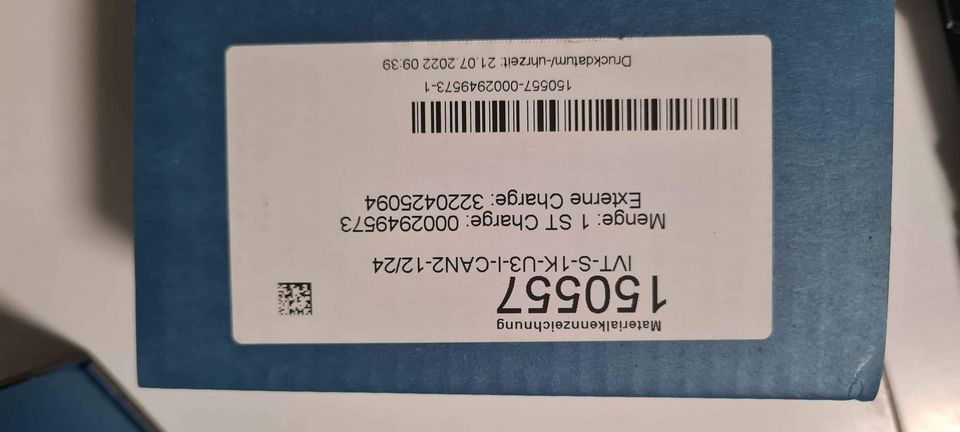 Materialkennzeichnung
150557
IVT-S-1K-U3-I-CAN2-12/24
Menge: 1 ST Charge: 0002949573
Externe Charge: 3220425094
150557-0002949573-1
Druckdatum/-uhrzeit: 21.07.2022 09:39